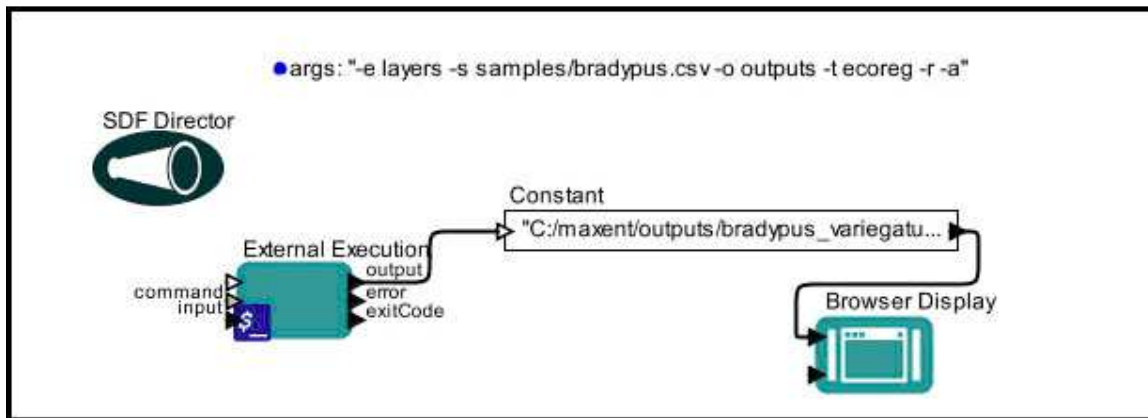 args: "-e layers -s samples/bradypus.csv -o outputs -t ecoreg -r -a"
SDF Director
Constant
"C:/maxent/outputs/bradypus_variegatu...
External Execution
output
command
error
input
exitCode
$_
Browser Display